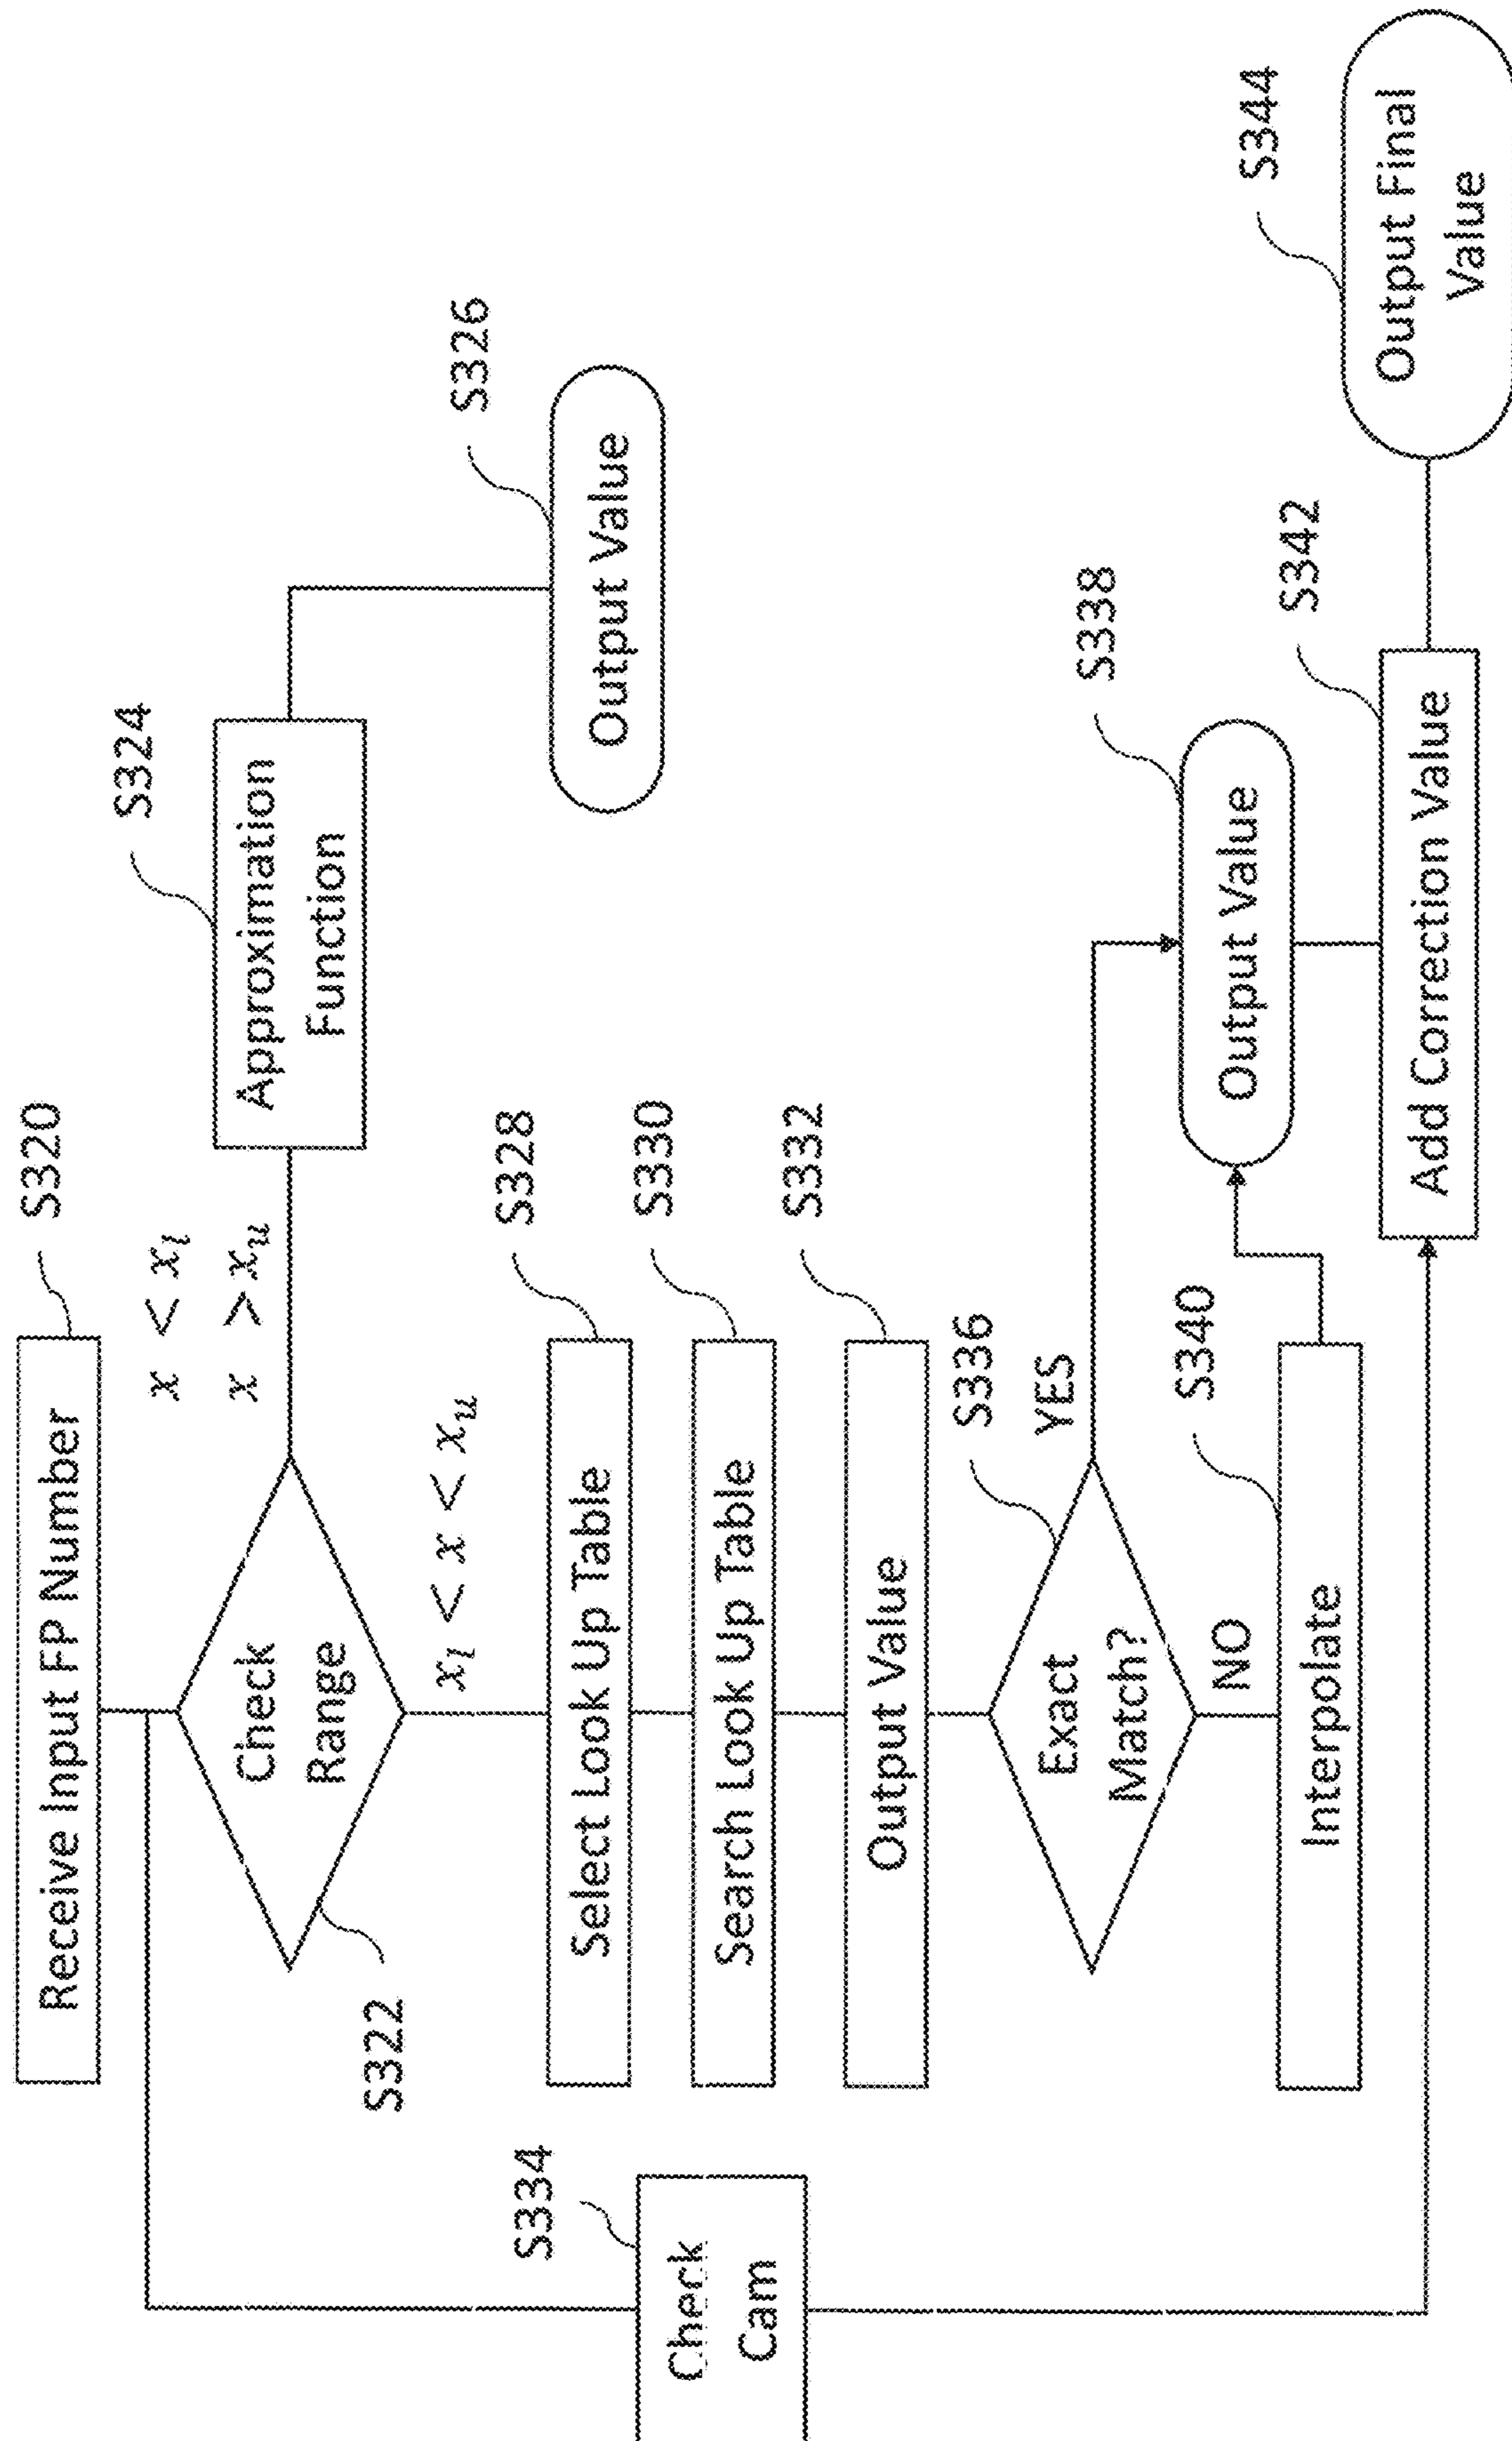 S320
Receive Input FP Number
x < x_l
x > x_u
S324
Approximation
Function
S326
Output Value
Check
Range
S322
x_l < x < x_u
S328
Select Look Up Table
S330
Search Look Up Table
S332
Output Value
S334
Check
Cam
S336
Exact
Match?
YES
NO
S338
Output Value
S340
Interpolate
S342
Add Correction Value
S344
Output Final
Value